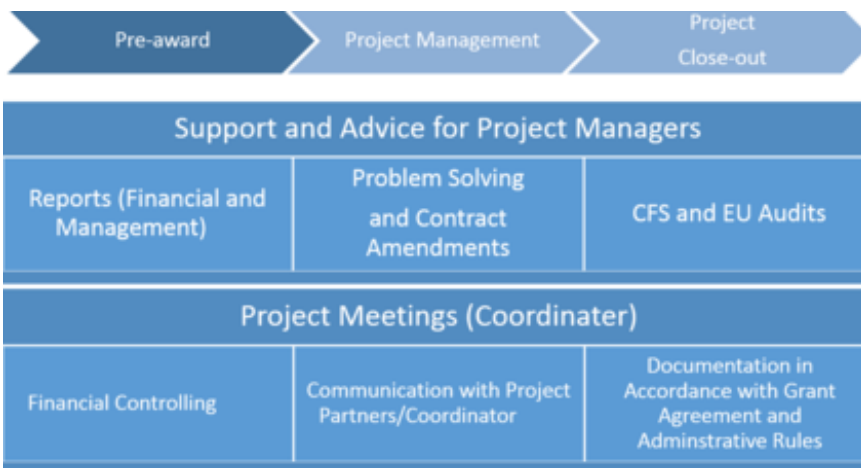 Pre-award
Project Management
Project
Close-out
Support and Advice for Project Managers
Reports (Financial and
Management)
Problem Solving
and Contract
Amendments
CFS and EU Audits
Project Meetings (Coordinater)
Financial Controlling
Communication with Project
Partners/Coordinator
Documentation in
Accordance with Grant
Agreement and
Adminstrative Rules